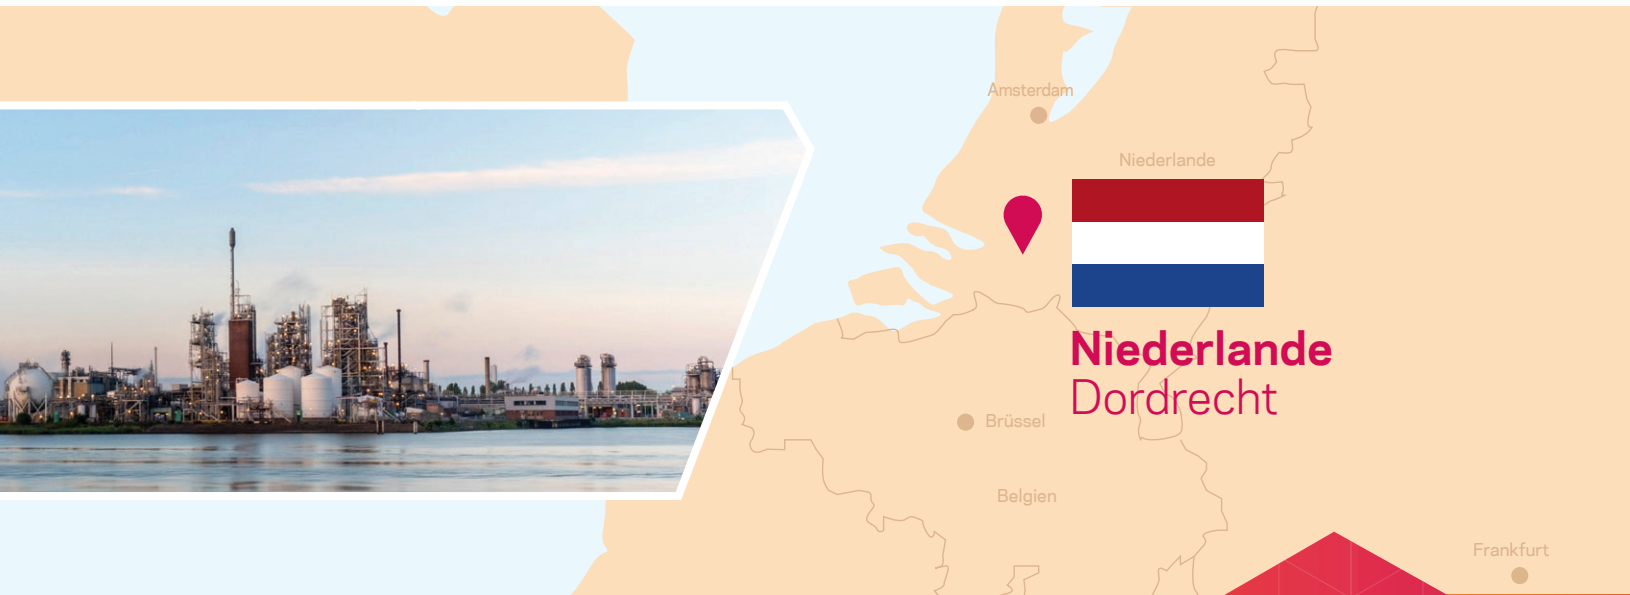 Amsterdam
Niederlande
Niederlande
Dordrecht
Brüssel
Belgien
Frankfurt